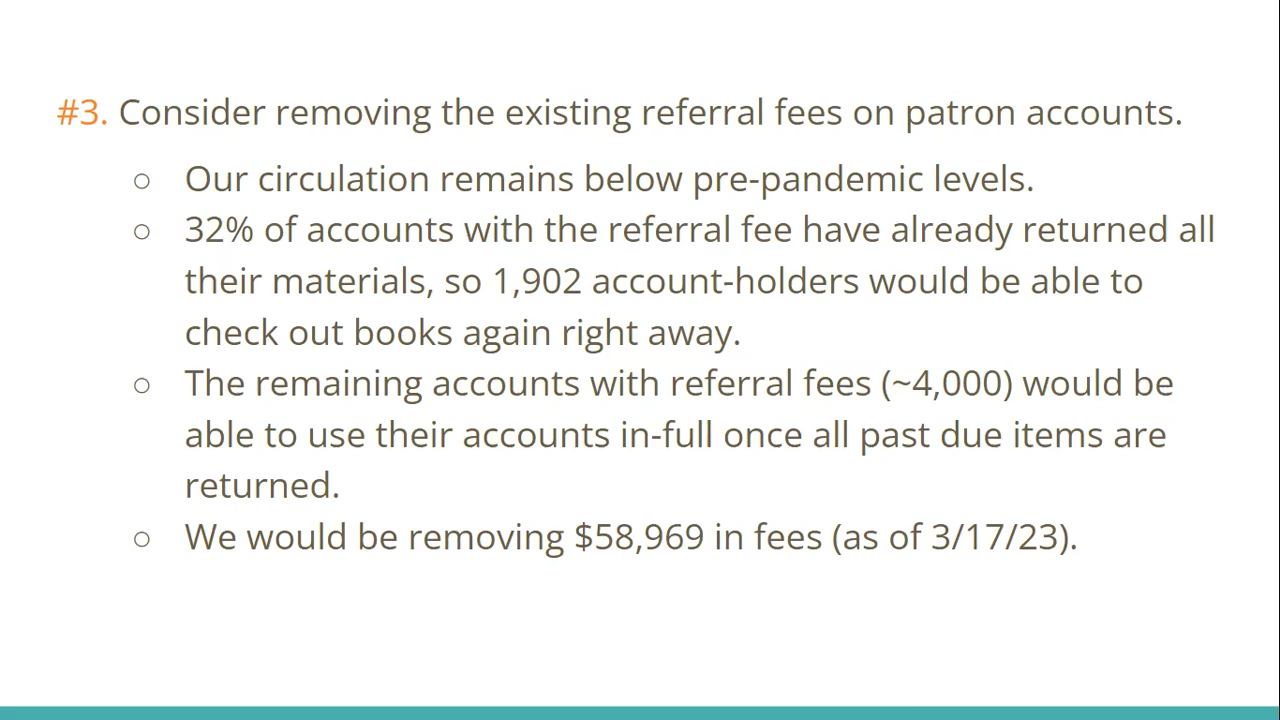 #3. Consider removing the existing referral fees on patron accounts.
○ Our circulation remains below pre-pandemic levels.
○ 32% of accounts with the referral fee have already returned all
their materials, so 1,902 account-holders would be able to
check out books again right away.
○ The remaining accounts with referral fees (~4,000) would be
able to use their accounts in-full once all past due items are
returned.
○ We would be removing $58,969 in fees (as of 3/17/23).